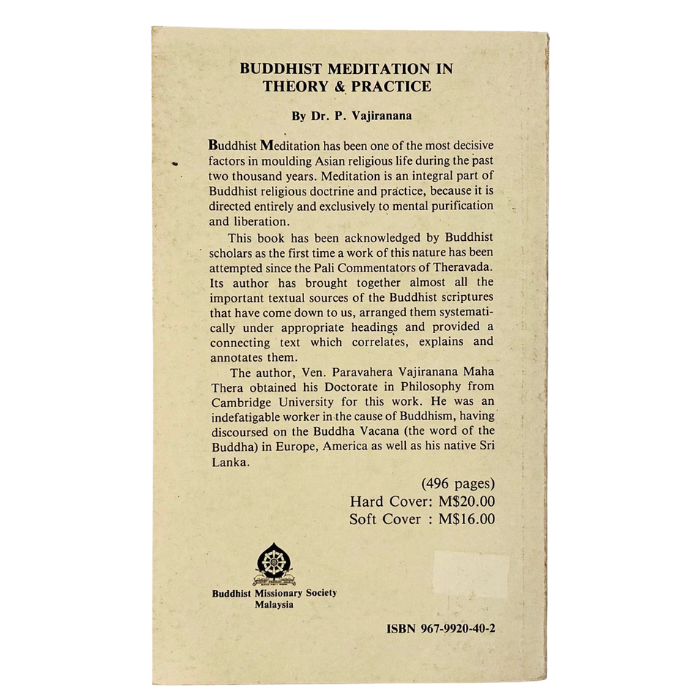 BUDDHIST MEDITATION IN
THEORY & PRACTICE
By Dr. P. Vajiranana
Buddhist Meditation has been one of the most decisive
factors in moulding Asian religious life during the past
two thousand years. Meditation is an integral part of
Buddhist religious doctrine and practice, because it is
directed entirely and exclusively to mental purification
and liberation.
This book has been acknowledged by Buddhist
scholars as the first time a work of this nature has been
attempted since the Pali Commentators of Theravada.
Its author has brought together almost all the
important textual sources of the Buddhist scriptures
that have come down to us, arranged them systemati-
cally under appropriate headings and provided a
connecting text which correlates, explains and
annotates them.
The author, Ven. Paravahera Vajiranana Maha
Thera obtained his Doctorate in Philosophy from
Cambridge University for this work. He was an
indefatigable worker in the cause of Buddhism, having
discoursed on the Buddha Vacana (the word of the
Buddha) in Europe, America as well as his native Sri
Lanka.
(496 pages)
Hard Cover: M$20.00
Soft Cover : M$16.00
Buddhist Missionary Society
Malaysia
ISBN 967-9920-40-2